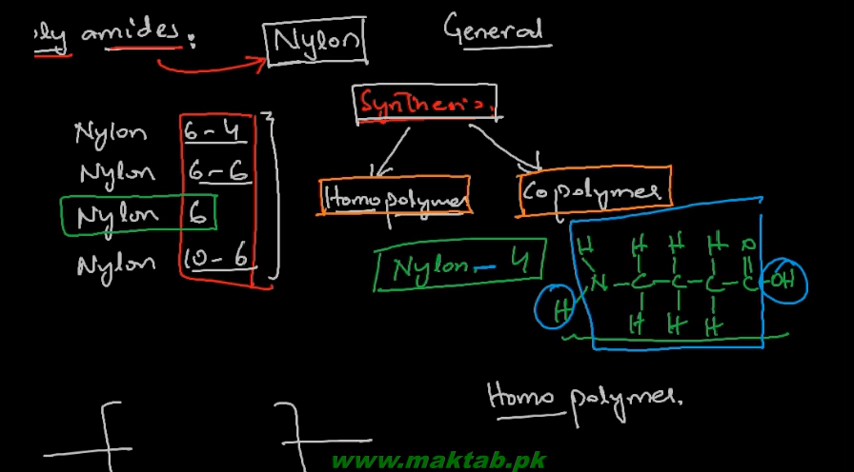 ly amides: Nylon General
Synthesis.
Nylon 6-4
Nylon 6-6
Nylon 6
Nylon 10-6
Homopolymer Copolymer
Nylon-4
H H H H O
H N-C-C-C-C-OH
H H H
Homo polymer.
www.maktab.pk